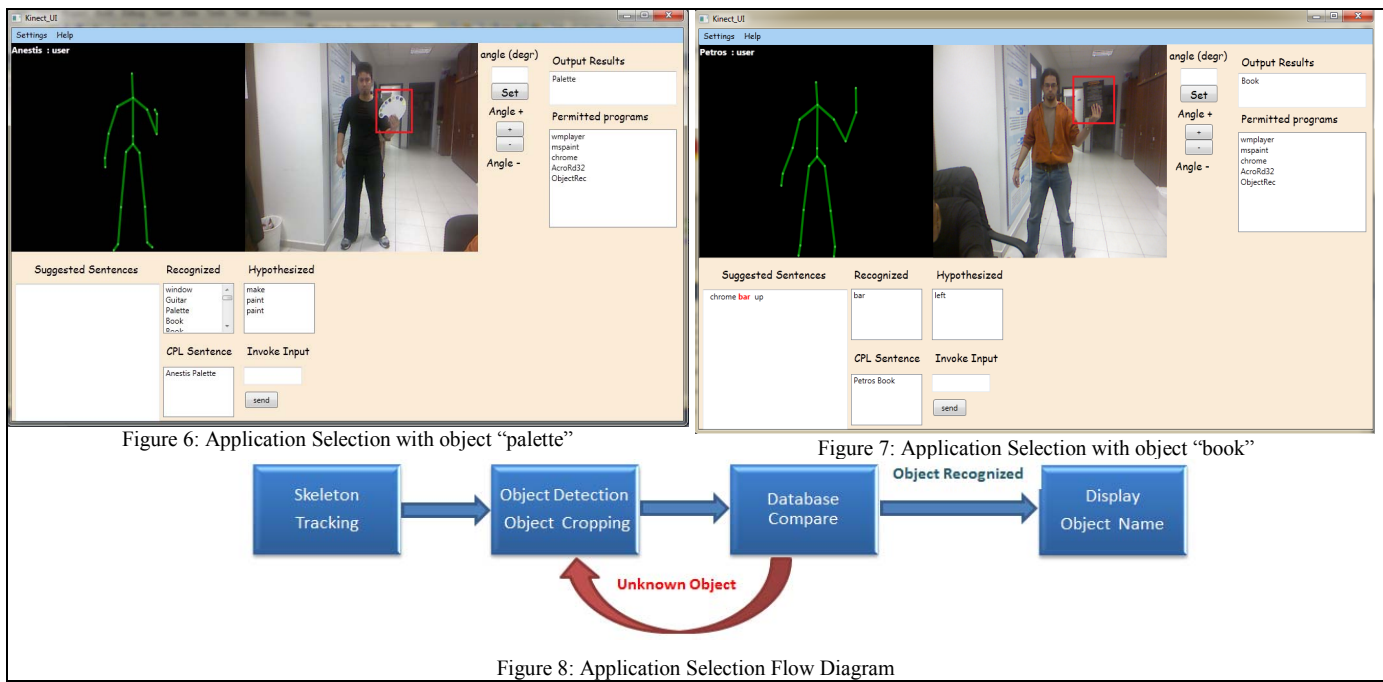 Kinect_UI
Settings Help
Anestis : user
angle (degr)
Set
Angle +
+
-
Angle -
Output Results
Palette
Permitted programs
wmplayer
mspaint
chrome
AcroRd32
ObjectRec
Suggested Sentences
Recognized
window
Guitar
Palette
Book
Book
Hypothesized
make
paint
paint
CPL Sentence
Anestis Palette
Invoke Input
send
Figure 6: Application Selection with object “palette”
Kinect_UI
Settings Help
Petros : user
angle (degr)
Set
Angle +
+
-
Angle -
Output Results
Book
Permitted programs
wmplayer
mspaint
chrome
AcroRd32
ObjectRec
Suggested Sentences
chrome bar up
Recognized
bar
Hypothesized
left
CPL Sentence
Petros Book
Invoke Input
send
Figure 7: Application Selection with object “book”
Skeleton
Tracking
Object Detection
Object Cropping
Database
Compare
Object Recognized
Display
Object Name
Unknown Object
Figure 8: Application Selection Flow Diagram